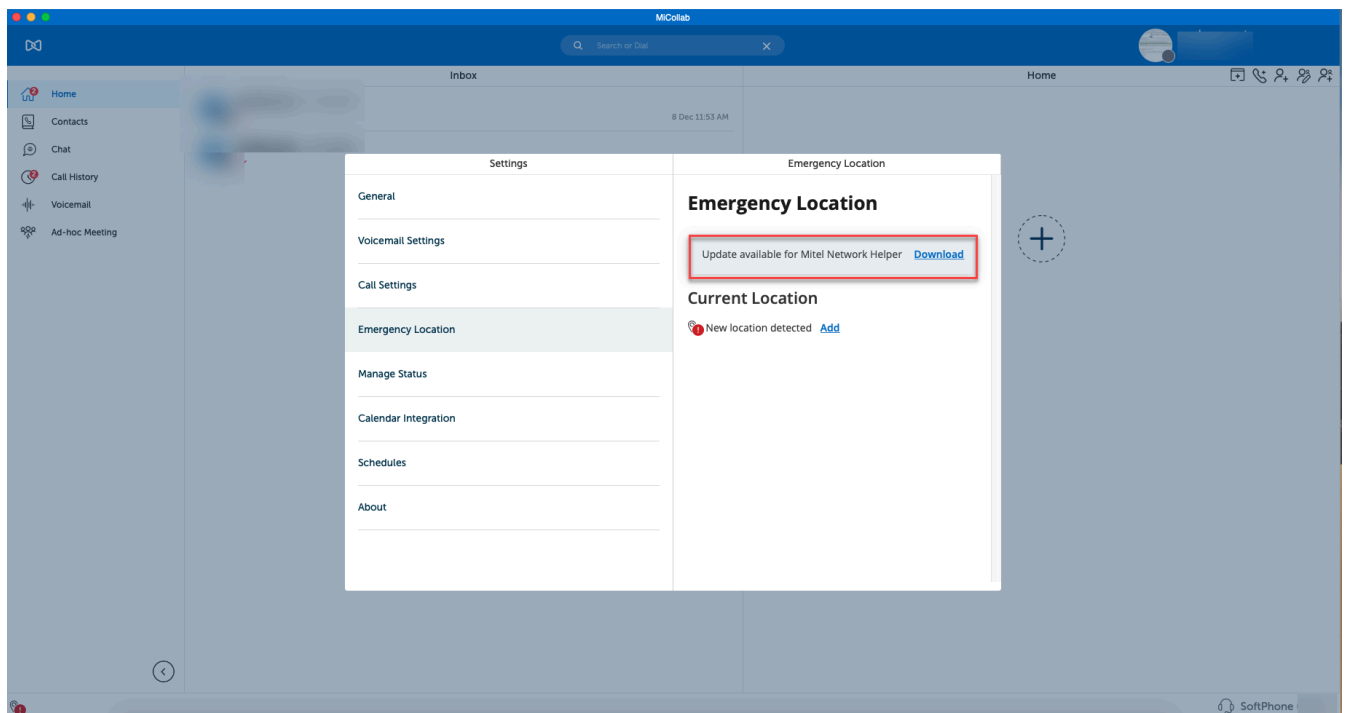 MiCollab
Search or Dial
Inbox
Home
2
Home
Contacts
Chat
2
Call History
Voicemail
Ad-hoc Meeting
8 Dec 11:53 AM
Settings
General
Voicemail Settings
Call Settings
Emergency Location
Manage Status
Calendar Integration
Schedules
About
Emergency Location
Emergency Location
Update available for Mitel Network Helper Download
Current Location
New location detected Add
SoftPhone